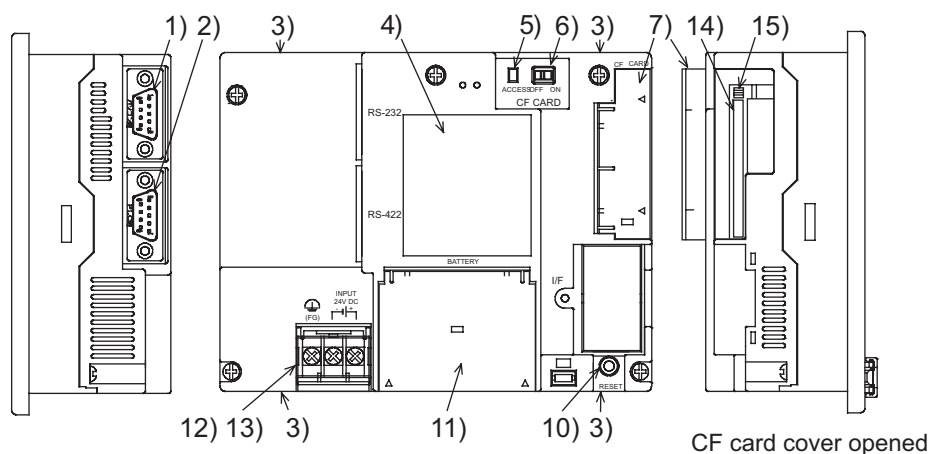 1) 2) 3) 4) 5) 6) 3) 7) 14) 15)
CF CARD
ACCESS OFF ON
CF CARD
RS-232
RS-422
BATTERY
I/F
INPUT
24V DC
- +
(FG)
RESET
12) 13) 3) 11) 10) 3)
CF card cover opened